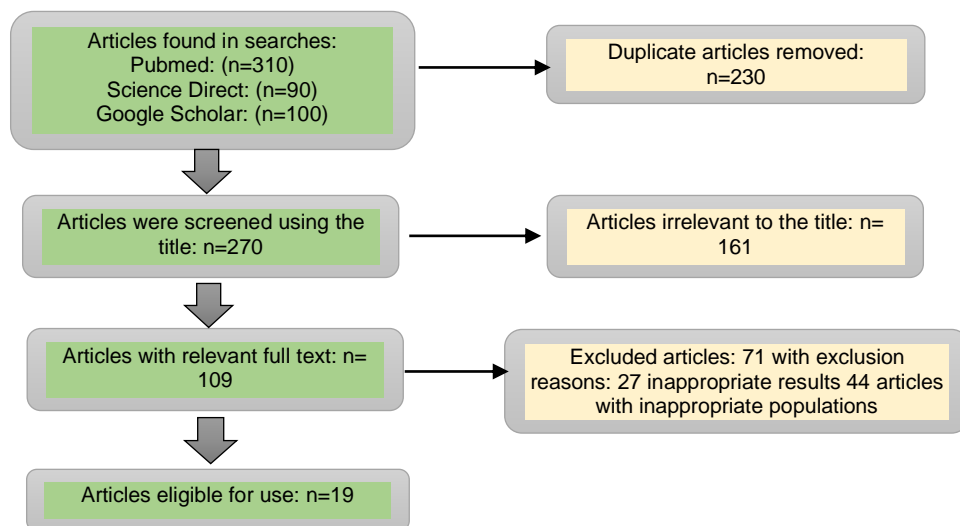 Articles found in searches:
Pubmed: (n=310)
Science Direct: (n=90)
Google Scholar: (n=100)
Duplicate articles removed:
n=230
Articles were screened using the
title: n=270
Articles irrelevant to the title: n=
161
Articles with relevant full text: n=
109
Excluded articles: 71 with exclusion
reasons: 27 inappropriate results 44 articles
with inappropriate populations
Articles eligible for use: n=19